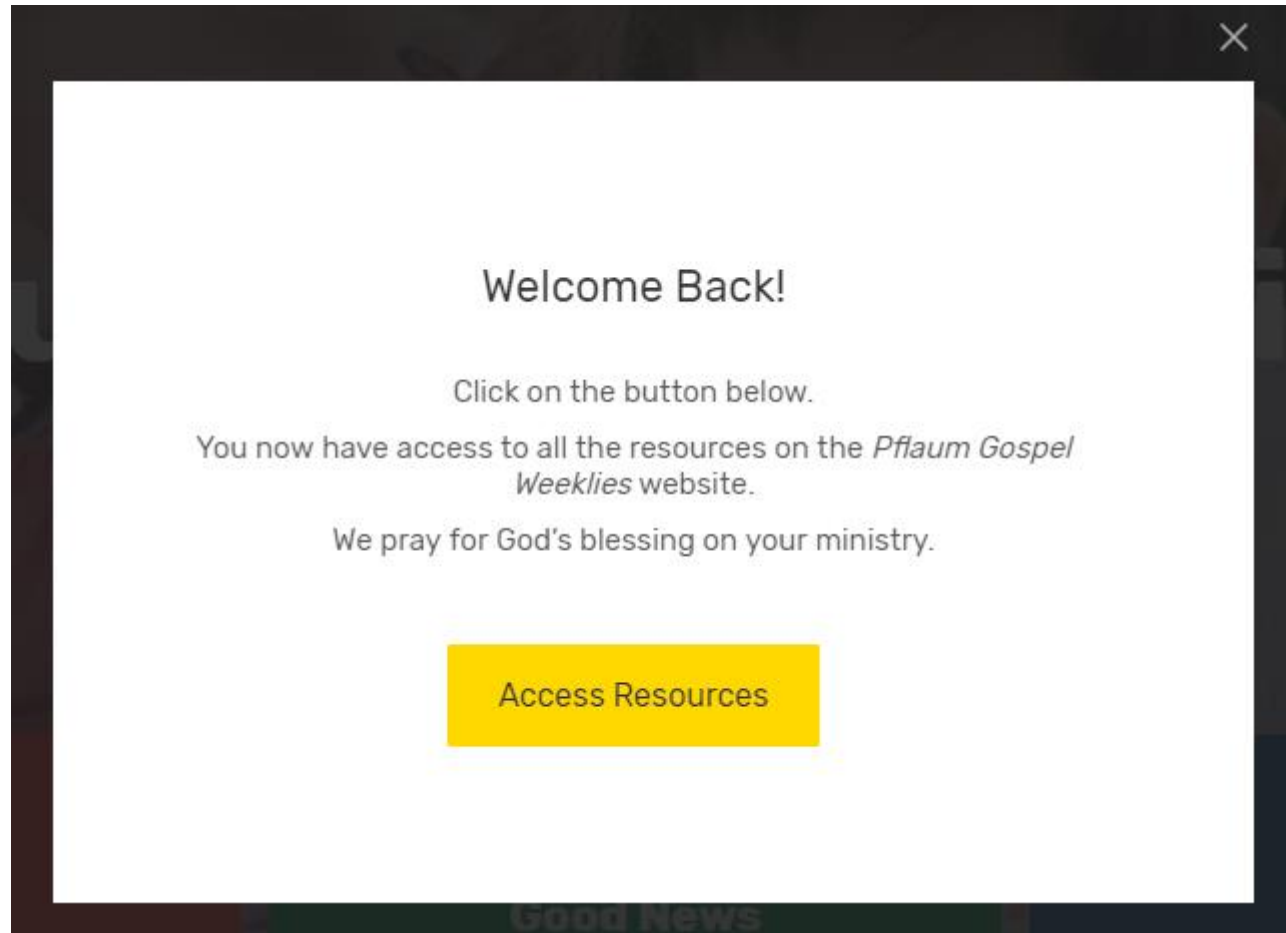 Welcome Back!
Click on the button below.
You now have access to all the resources on the Pflaum Gospel
Weeklies website.
We pray for God's blessing on your ministry.
Access Resources
Good News